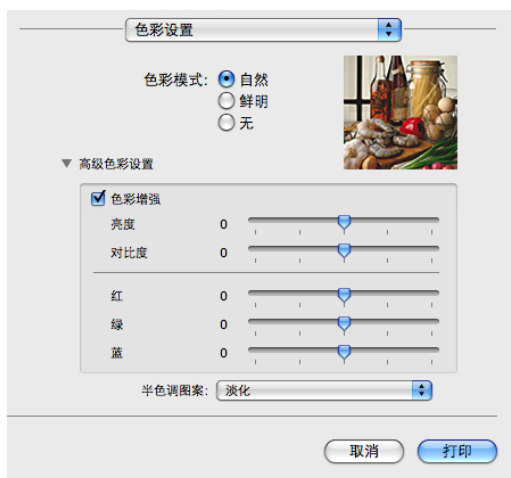 色彩设置
色彩模式: 自然
鲜明
无
高级色彩设置
色彩增强
亮度 0
对比度 0
红 0
绿 0
蓝 0
半色调图案: 淡化
取消 打印